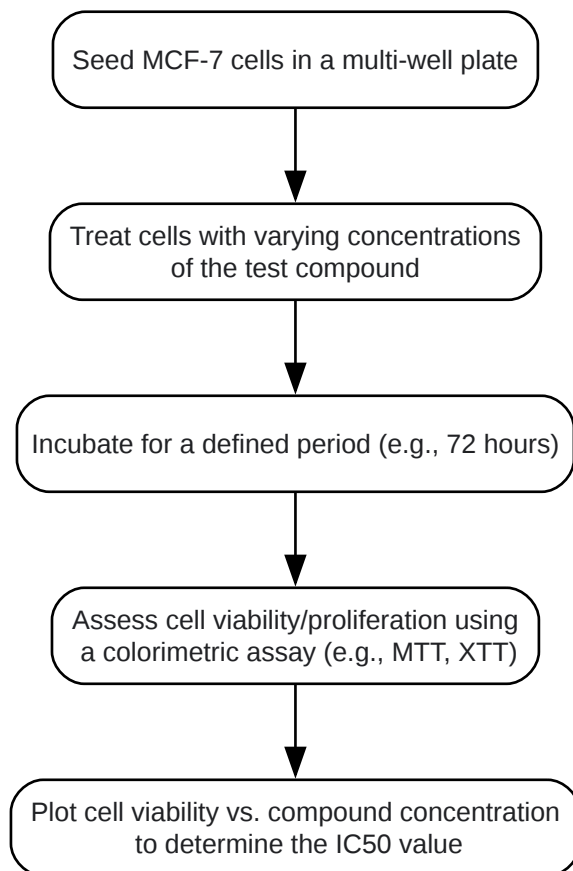 Seed MCF-7 cells in a multi-well plate
Treat cells with varying concentrations
of the test compound
Incubate for a defined period (e.g., 72 hours)
Assess cell viability/proliferation using
a colorimetric assay (e.g., MTT, XTT)
Plot cell viability vs. compound concentration
to determine the IC50 value